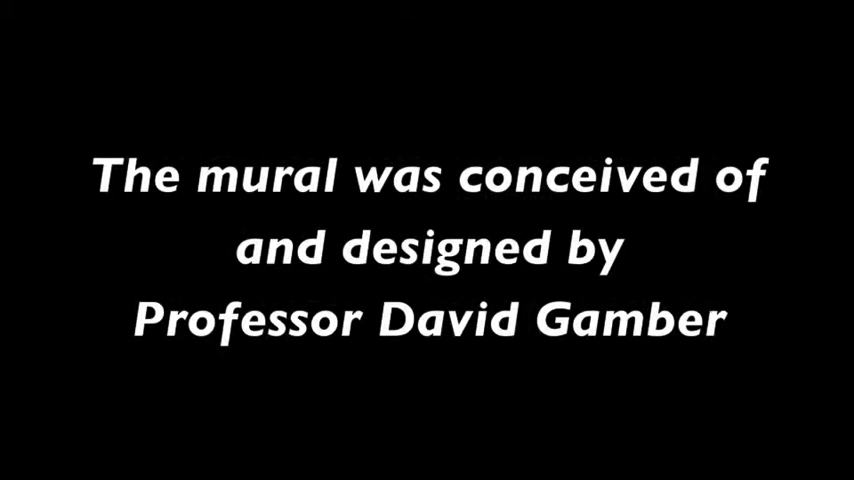 The mural was conceived of
and designed by
Professor David Gamber